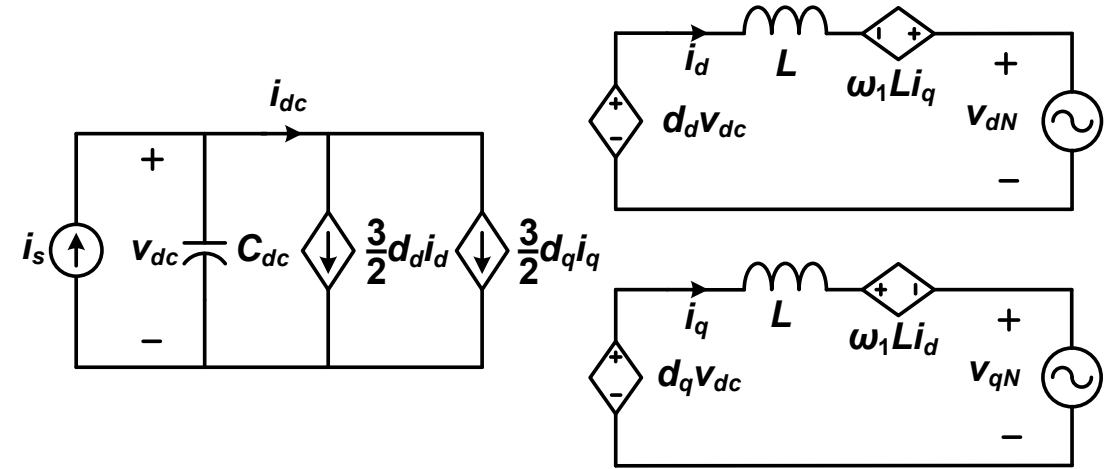 i_dc
i_s
+
v_dc
−
C_dc
3/2 d_d i_d
3/2 d_q i_q
+
−
d_d v_dc
i_d
L
− +
ω_1 L i_q
+
v_dN
−
+
−
d_q v_dc
i_q
L
+ −
ω_1 L i_d
+
v_qN
−